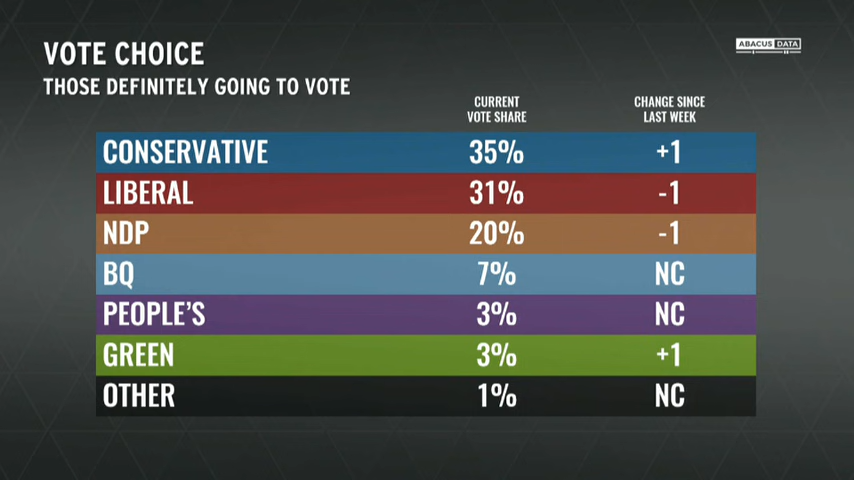 VOTE CHOICE
ABACUS DATA
THOSE DEFINITELY GOING TO VOTE
CURRENT VOTE SHARE
CHANGE SINCE LAST WEEK
CONSERVATIVE 35% +1
LIBERAL 31% -1
NDP 20% -1
BQ 7% NC
PEOPLE'S 3% NC
GREEN 3% +1
OTHER 1% NC